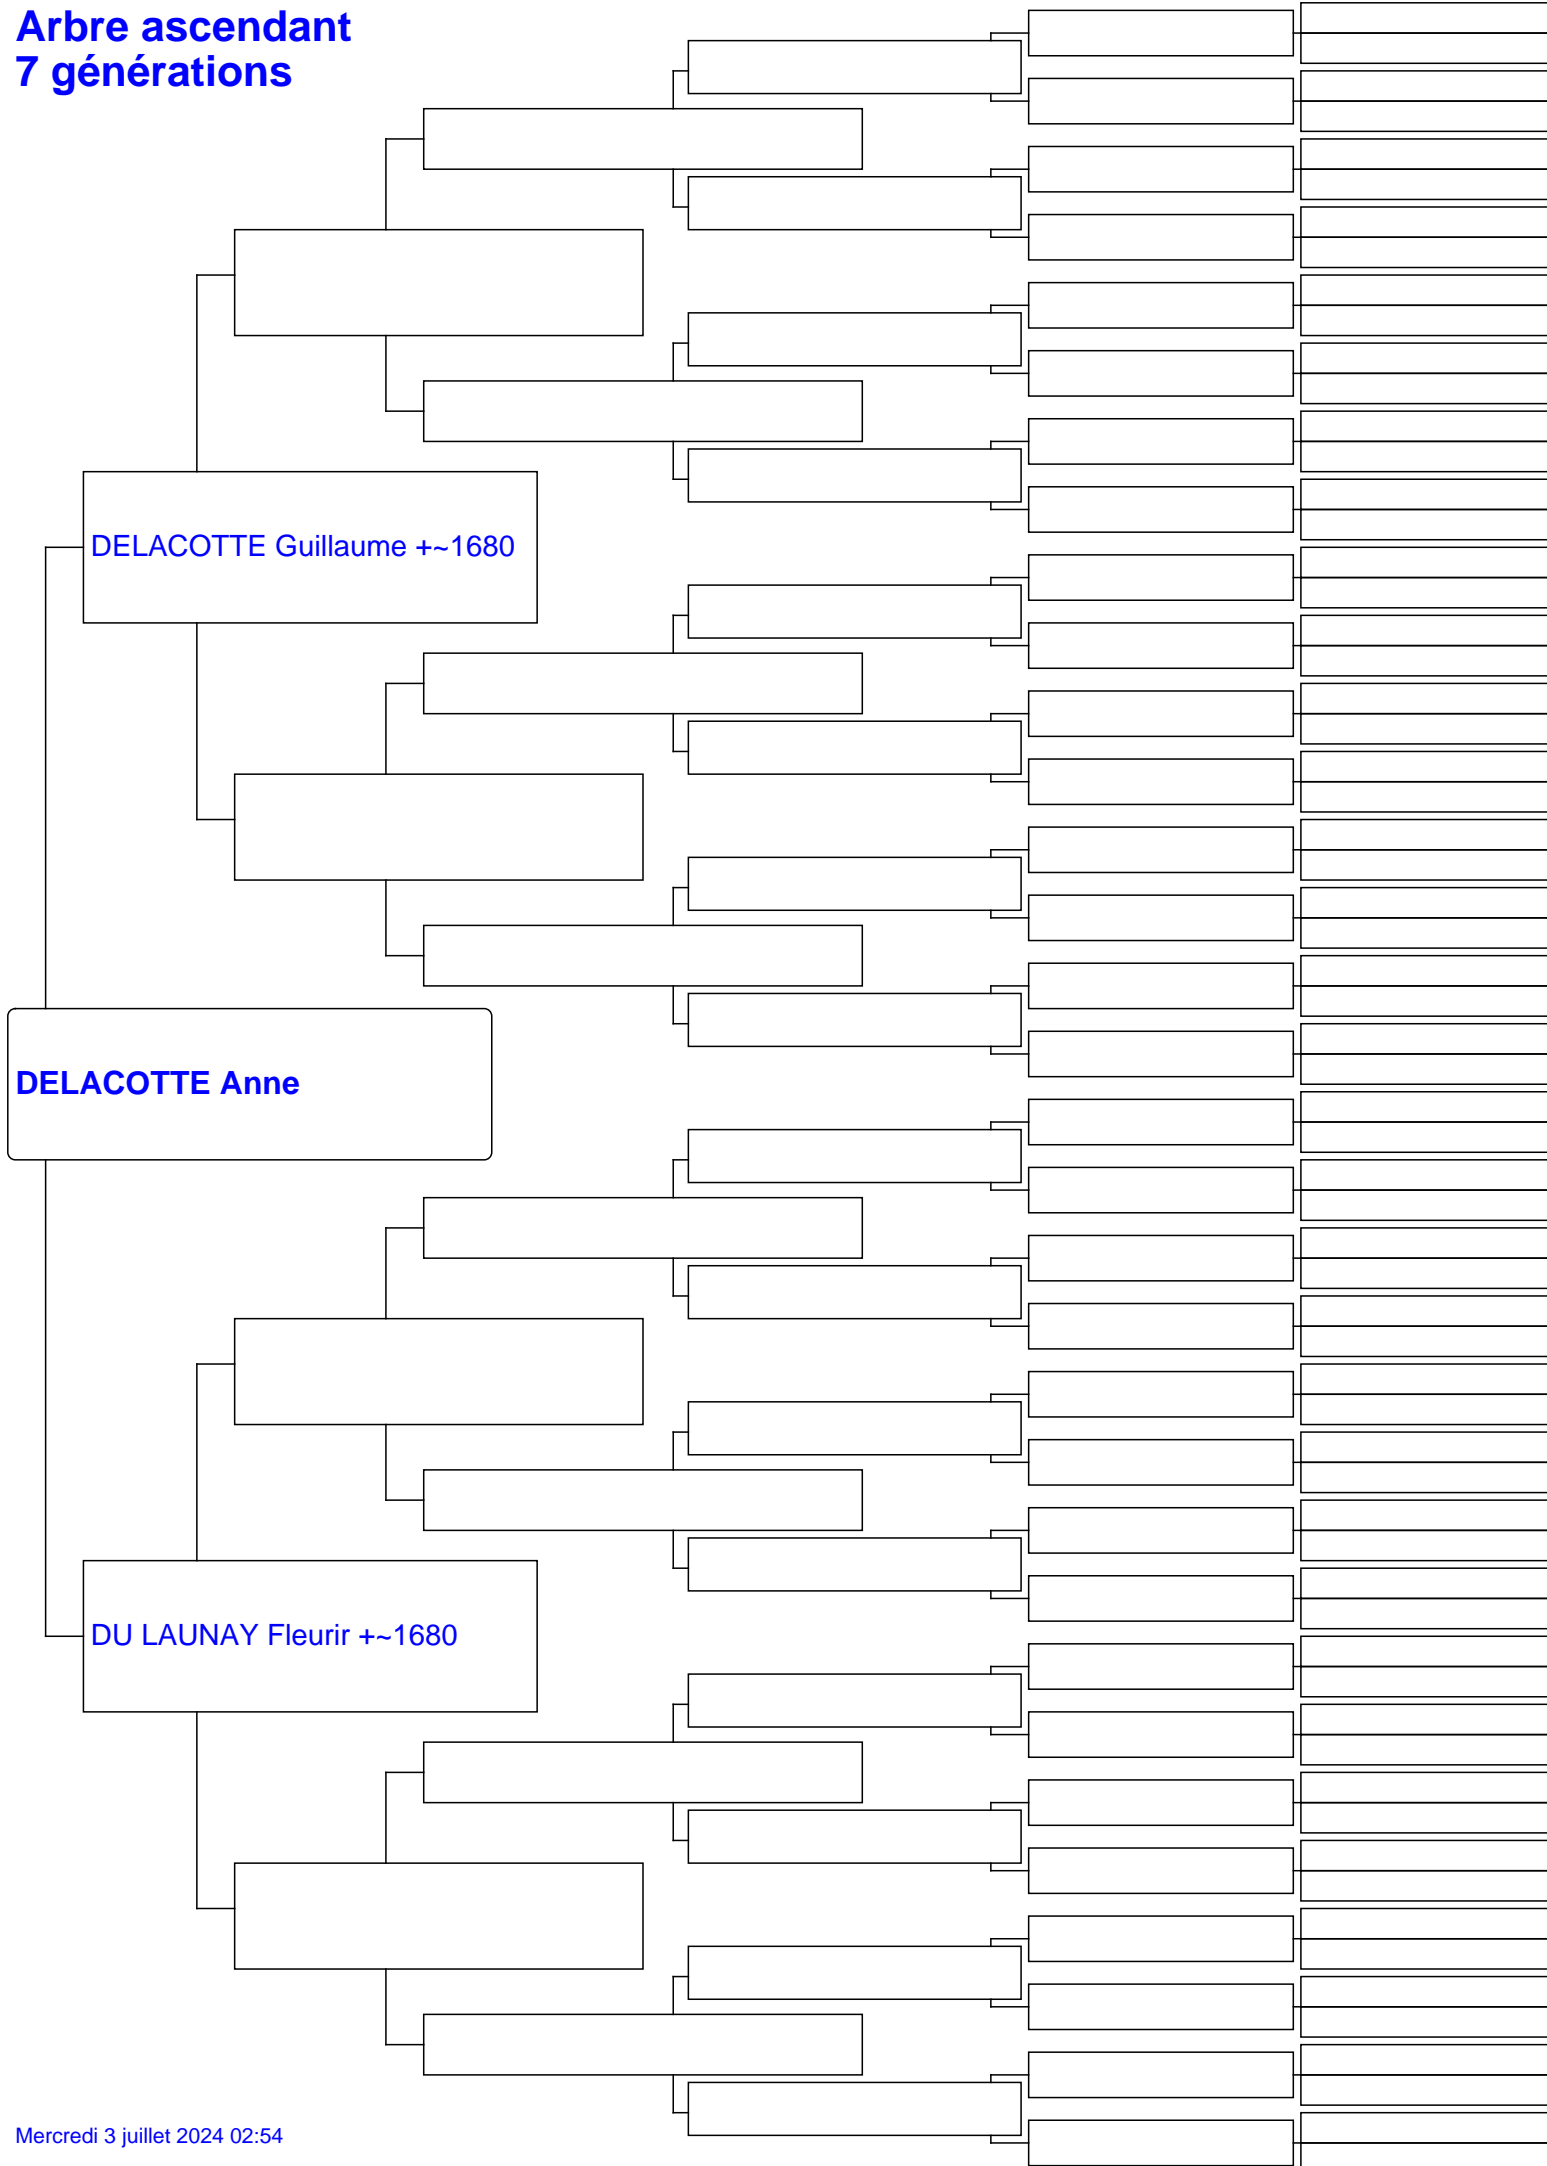 Arbre ascendant
7 générations
DELACOTTE Guillaume +~1680
DELACOTTE Anne
DU LAUNAY Fleurir +~1680
Mercredi 3 juillet 2024 02:54